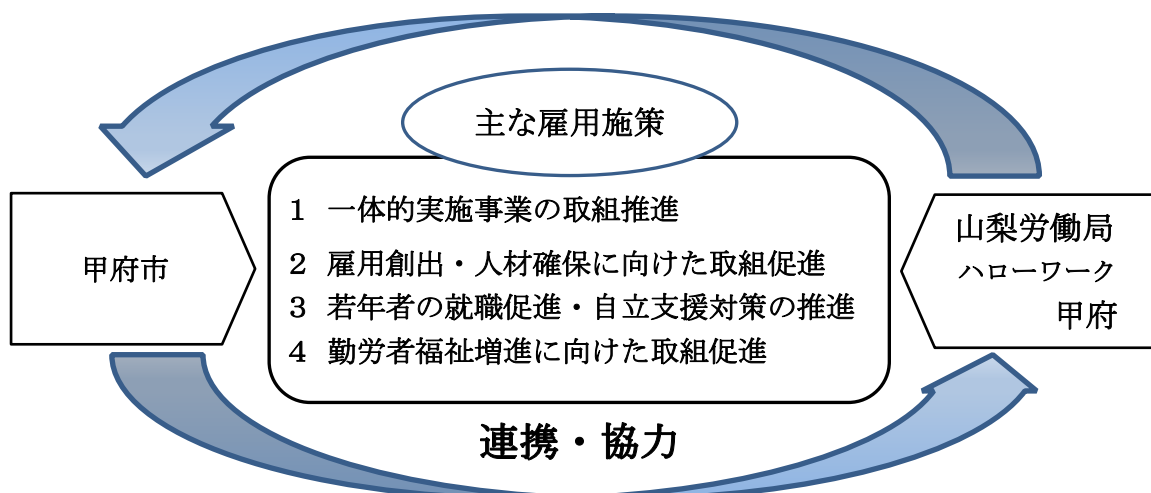 主な雇用施策
1 一体的実施事業の取組推進
2 雇用創出・人材確保に向けた取組促進
3 若年者の就職促進・自立支援対策の推進
4 勤労者福祉増進に向けた取組促進
甲府市
山梨労働局
ハローワーク
甲府
連携・協力